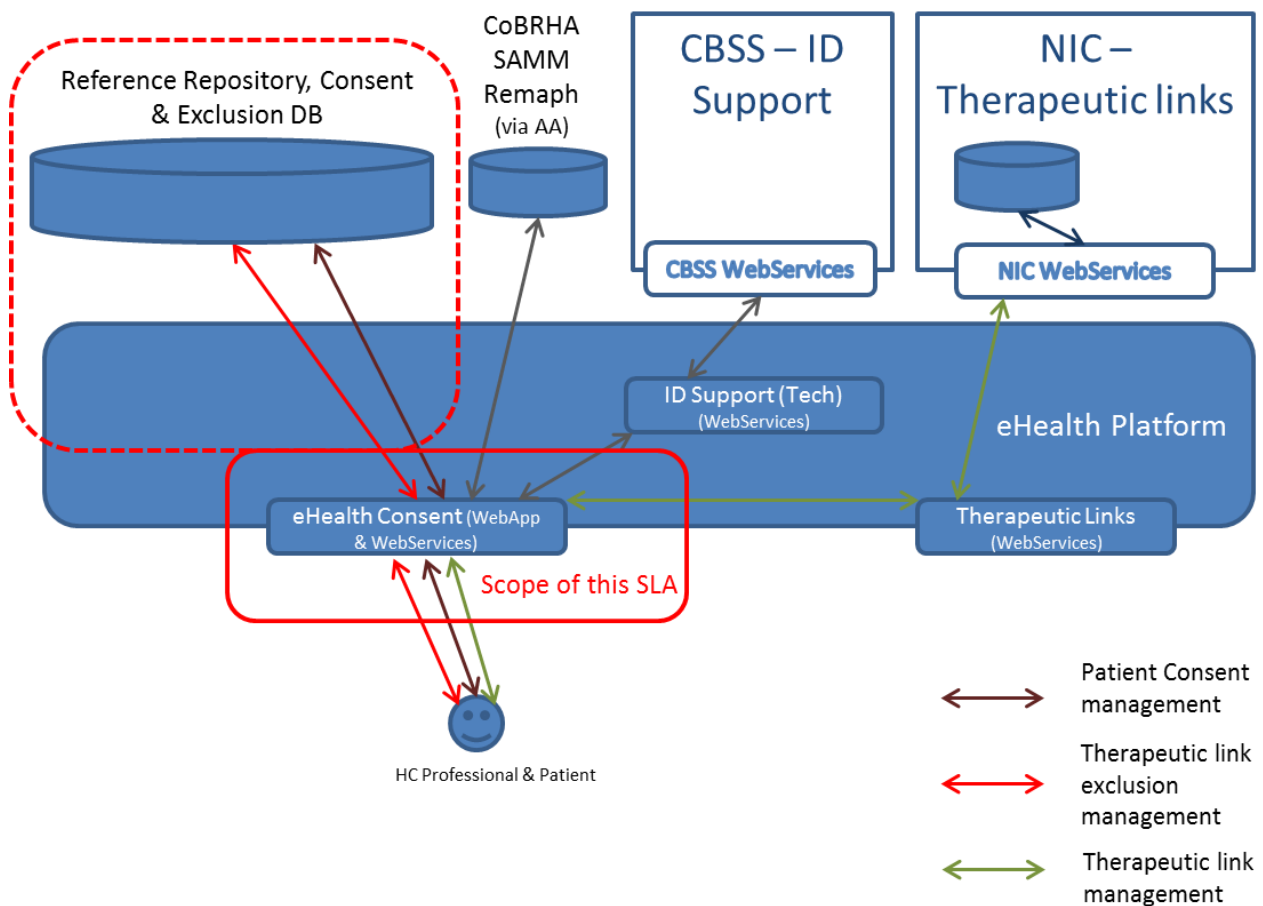 Reference Repository, Consent
& Exclusion DB
CoBRHA
SAMM
Remaph
(via AA)
CBSS – ID
Support
NIC –
Therapeutic links
CBSS WebServices
NIC WebServices
ID Support (Tech)
(WebServices)
eHealth Platform
eHealth Consent (WebApp
& WebServices)
Therapeutic Links
(WebServices)
Scope of this SLA
HC Professional & Patient
Patient Consent
management
Therapeutic link
exclusion
management
Therapeutic link
management